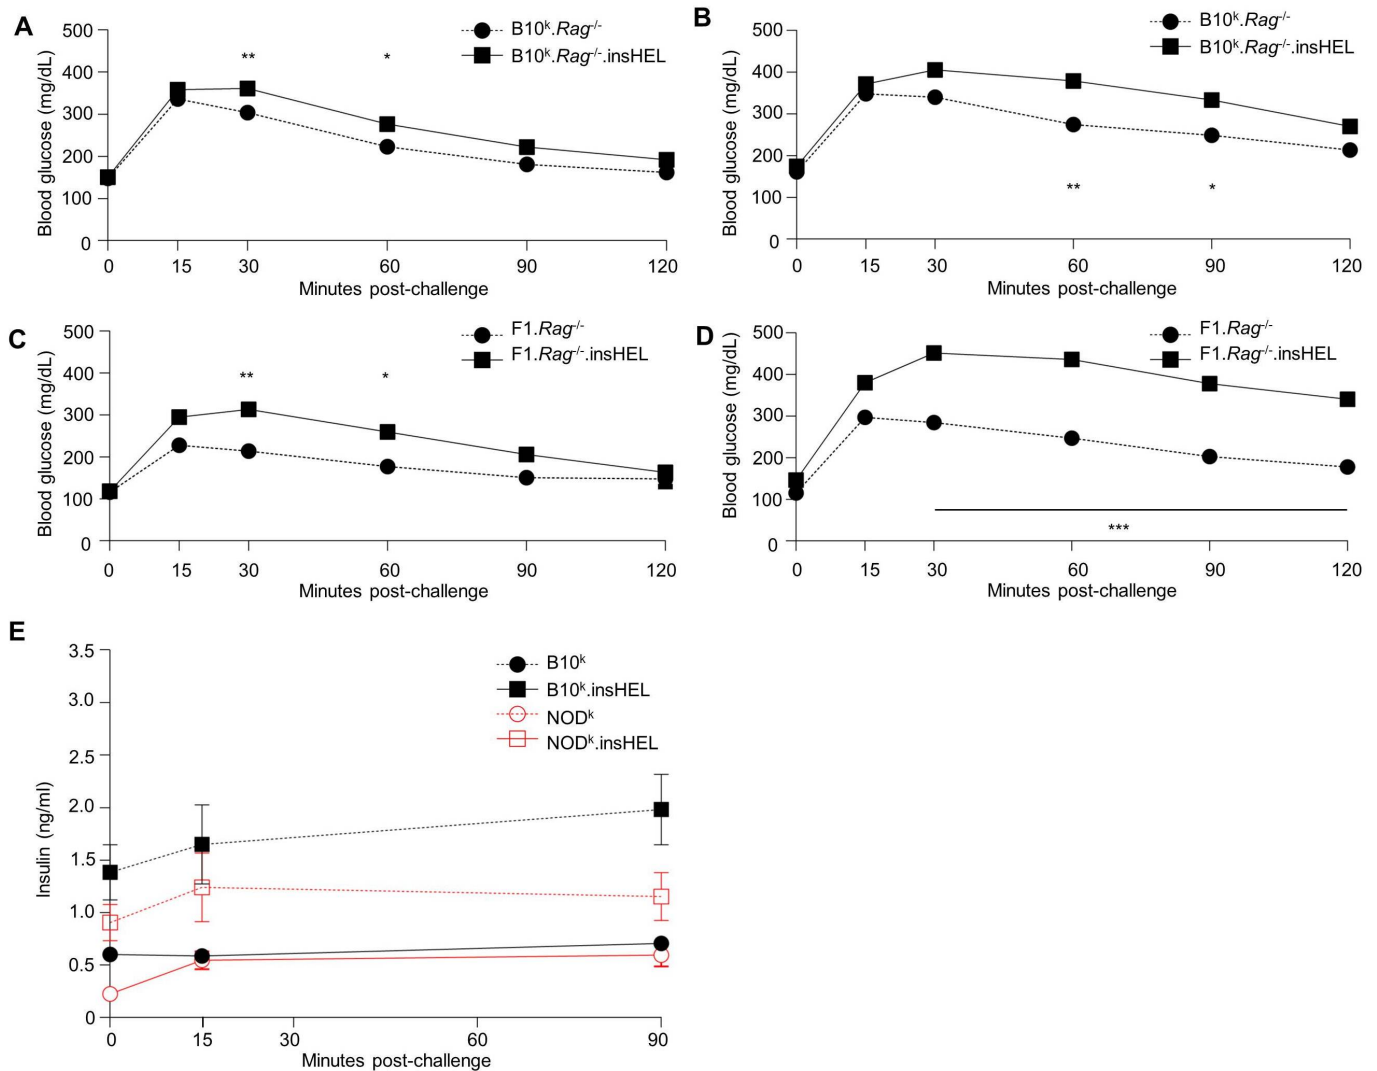 A
500
400
300
200
100
0
Blood glucose (mg/dL)
B10ᵏ.Rag⁻/⁻
B10ᵏ.Rag⁻/⁻.insHEL
**
*
0 15 30 60 90 120
Minutes post-challenge
B
500
400
300
200
100
0
Blood glucose (mg/dL)
B10ᵏ.Rag⁻/⁻
B10ᵏ.Rag⁻/⁻.insHEL
**
*
0 15 30 60 90 120
Minutes post-challenge
C
500
400
300
200
100
0
Blood glucose (mg/dL)
F1.Rag⁻/⁻
F1.Rag⁻/⁻.insHEL
**
*
0 15 30 60 90 120
Minutes post-challenge
D
500
400
300
200
100
0
Blood glucose (mg/dL)
F1.Rag⁻/⁻
F1.Rag⁻/⁻.insHEL
***
0 15 30 60 90 120
Minutes post-challenge
E
3.5
3.0
2.5
2.0
1.5
1.0
0.5
0
Insulin (ng/ml)
B10ᵏ
B10ᵏ.insHEL
NODᵏ
NODᵏ.insHEL
0 15 30 60 90
Minutes post-challenge